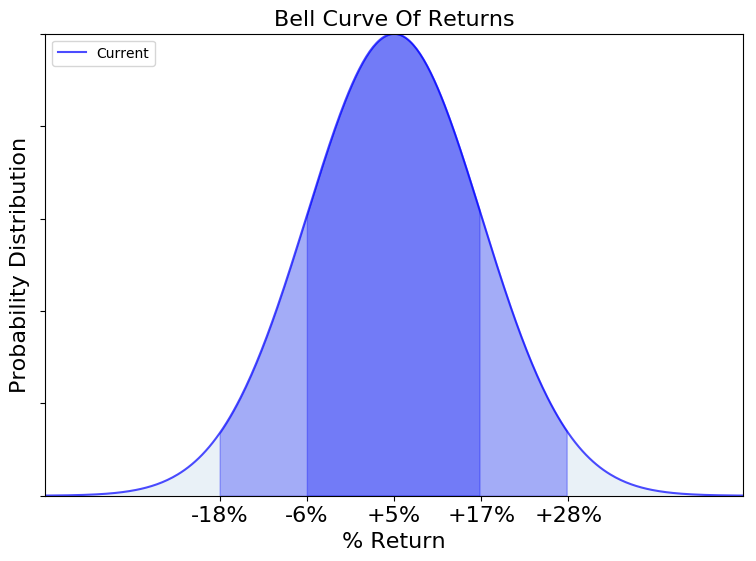 Bell Curve Of Returns
Current
Probability Distribution
-18% -6% +5% +17% +28%
% Return